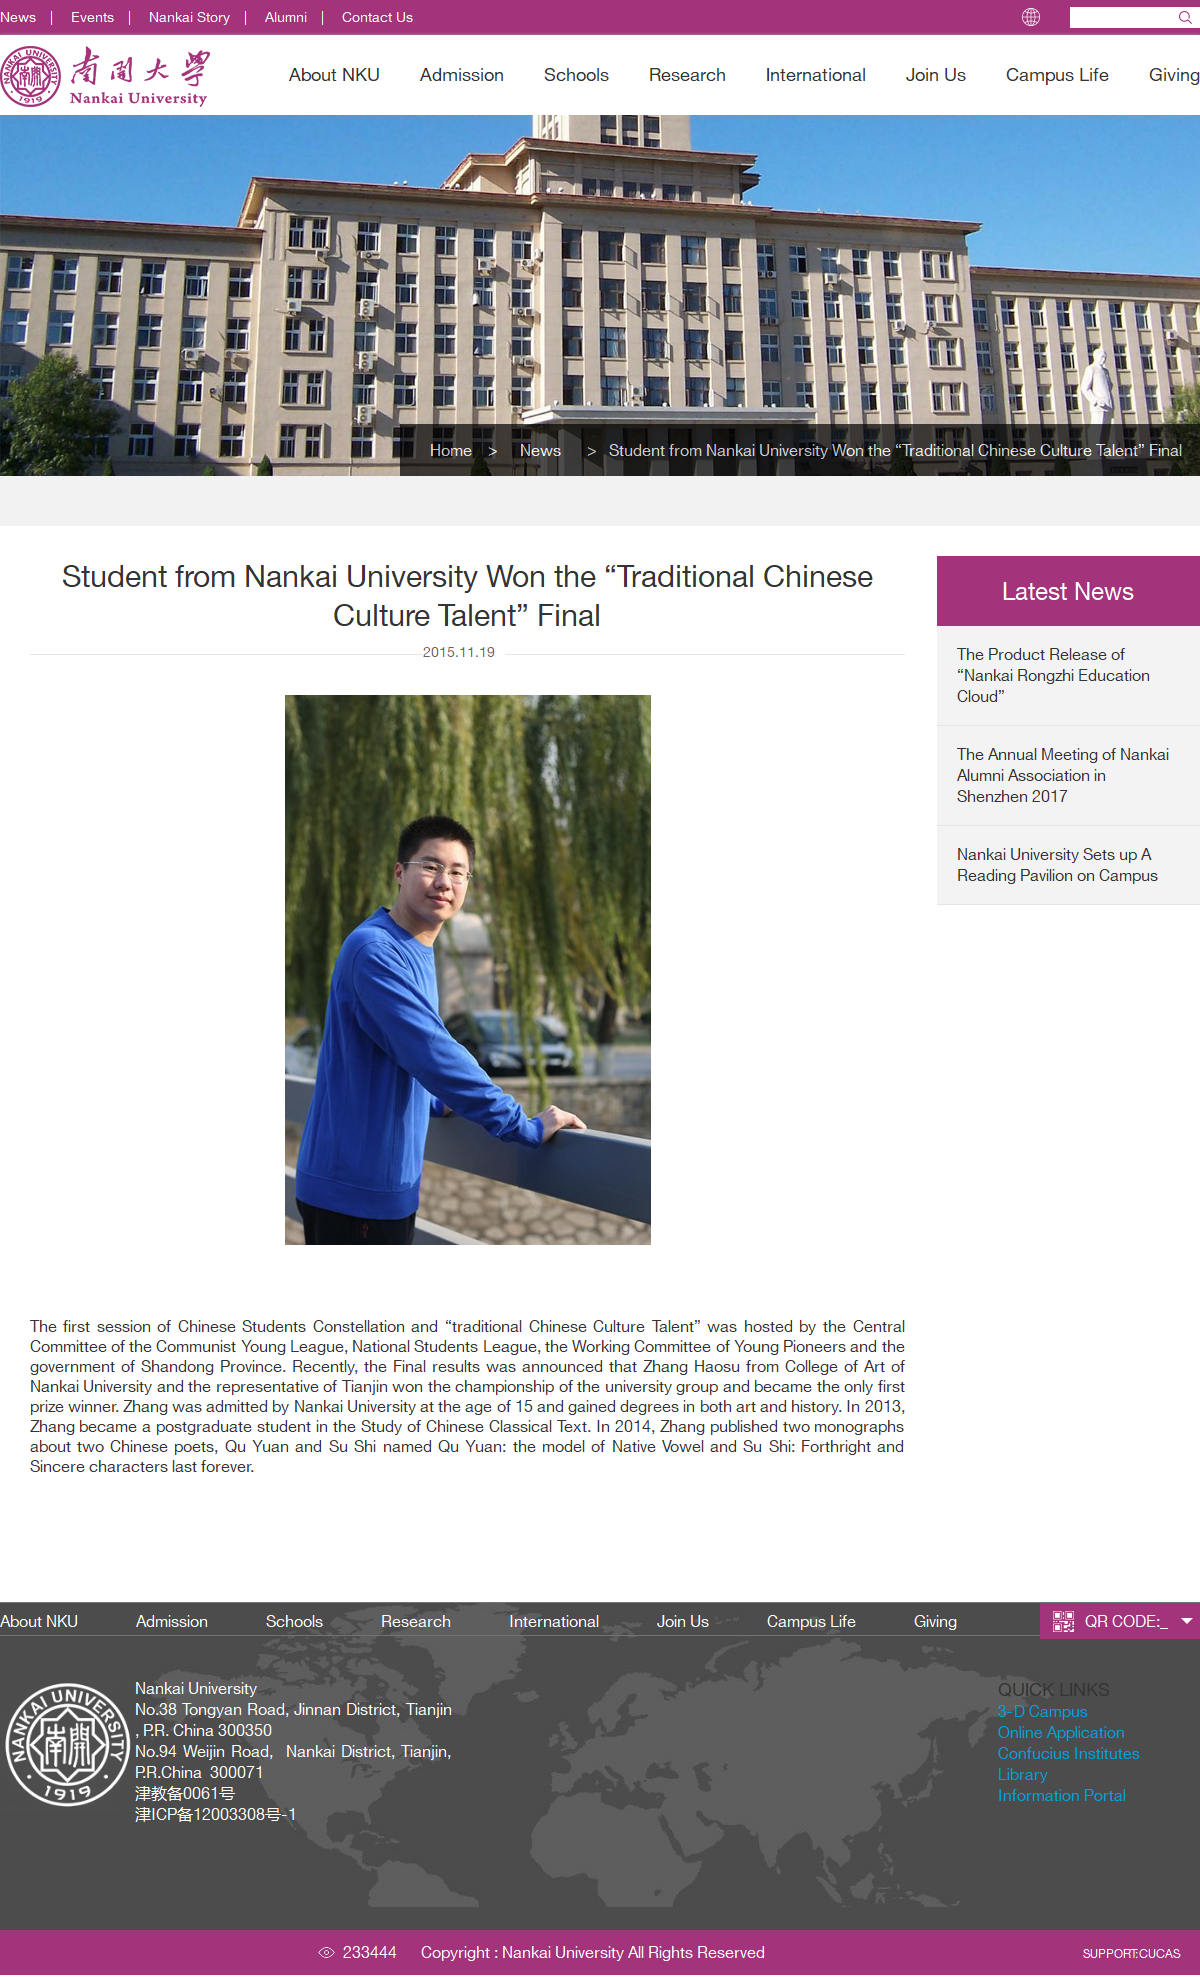 News | Events | Nankai Story | Alumni | Contact Us
NANKAI UNIVERSITY
1919
南開大學
Nankai University
About NKU Admission Schools Research International Join Us Campus Life Giving
Home > News > Student from Nankai University Won the “Traditional Chinese Culture Talent” Final
Student from Nankai University Won the “Traditional Chinese
Culture Talent” Final
2015.11.19
Latest News
The Product Release of
“Nankai Rongzhi Education
Cloud”
The Annual Meeting of Nankai
Alumni Association in
Shenzhen 2017
Nankai University Sets up A
Reading Pavilion on Campus
The first session of Chinese Students Constellation and “traditional Chinese Culture Talent” was hosted by the Central
Committee of the Communist Young League, National Students League, the Working Committee of Young Pioneers and the
government of Shandong Province. Recently, the Final results was announced that Zhang Haosu from College of Art of
Nankai University and the representative of Tianjin won the championship of the university group and became the only first
prize winner. Zhang was admitted by Nankai University at the age of 15 and gained degrees in both art and history. In 2013,
Zhang became a postgraduate student in the Study of Chinese Classical Text. In 2014, Zhang published two monographs
about two Chinese poets, Qu Yuan and Su Shi named Qu Yuan: the model of Native Vowel and Su Shi: Forthright and
Sincere characters last forever.
About NKU Admission Schools Research International Join Us Campus Life Giving
QR CODE:_
NANKAI UNIVERSITY
南開
1919
Nankai University
No.38 Tongyan Road, Jinnan District, Tianjin
, P.R. China 300350
No.94 Weijin Road, Nankai District, Tianjin,
P.R.China 300071
津教备0061号
津ICP备12003308号-1
QUICK LINKS
3-D Campus
Online Application
Confucius Institutes
Library
Information Portal
233444 Copyright : Nankai University All Rights Reserved
SUPPORT:CUCAS